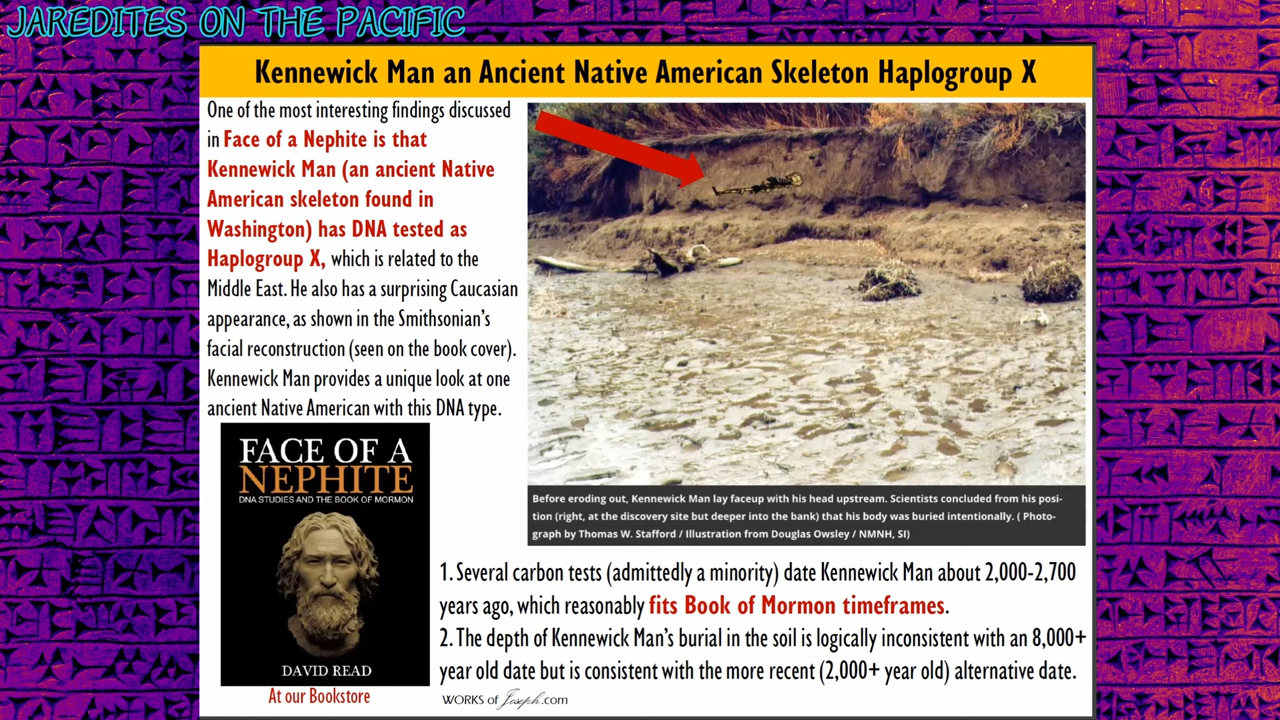 JAREDITES ON THE PACIFIC
Kennewick Man an Ancient Native American Skeleton Haplogroup X
One of the most interesting findings discussed
in Face of a Nephite is that
Kennewick Man (an ancient Native
American skeleton found in
Washington) has DNA tested as
Haplogroup X, which is related to the
Middle East. He also has a surprising Caucasian
appearance, as shown in the Smithsonian's
facial reconstruction (seen on the book cover).
Kennewick Man provides a unique look at one
ancient Native American with this DNA type.
FACE OF A
NEPHITE
DNA STUDIES AND THE BOOK OF MORMON
DAVID READ
At our Bookstore
Before eroding out, Kennewick Man lay faceup with his head upstream. Scientists concluded from his posi-
tion (right, at the discovery site but deeper into the bank) that his body was buried intentionally. ( Photo-
graph by Thomas W. Stafford / Illustration from Douglas Owsley / NMNH, SI)
1. Several carbon tests (admittedly a minority) date Kennewick Man about 2,000-2,700
years ago, which reasonably fits Book of Mormon timeframes.
2. The depth of Kennewick Man's burial in the soil is logically inconsistent with an 8,000+
year old date but is consistent with the more recent (2,000+ year old) alternative date.
WORKS of Joseph.com